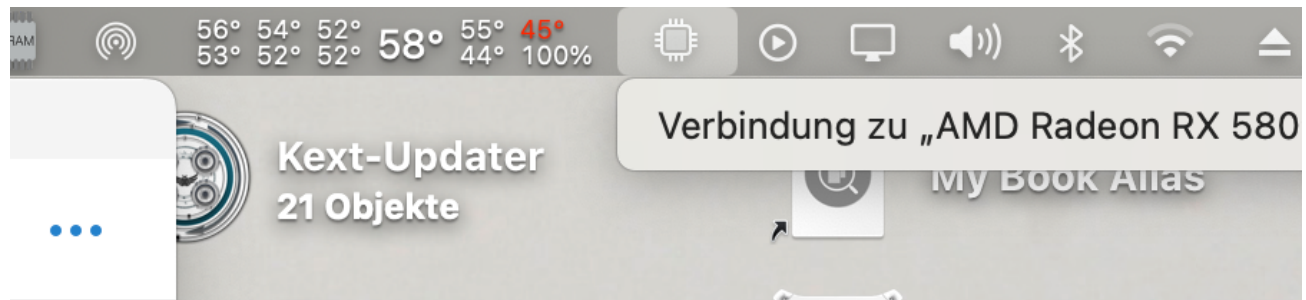 RAM
56° 54° 52° 58° 55° 45°
53° 52° 52° 44° 100%
Verbindung zu „AMD Radeon RX 580
Kext-Updater
21 Objekte
My Book Alias